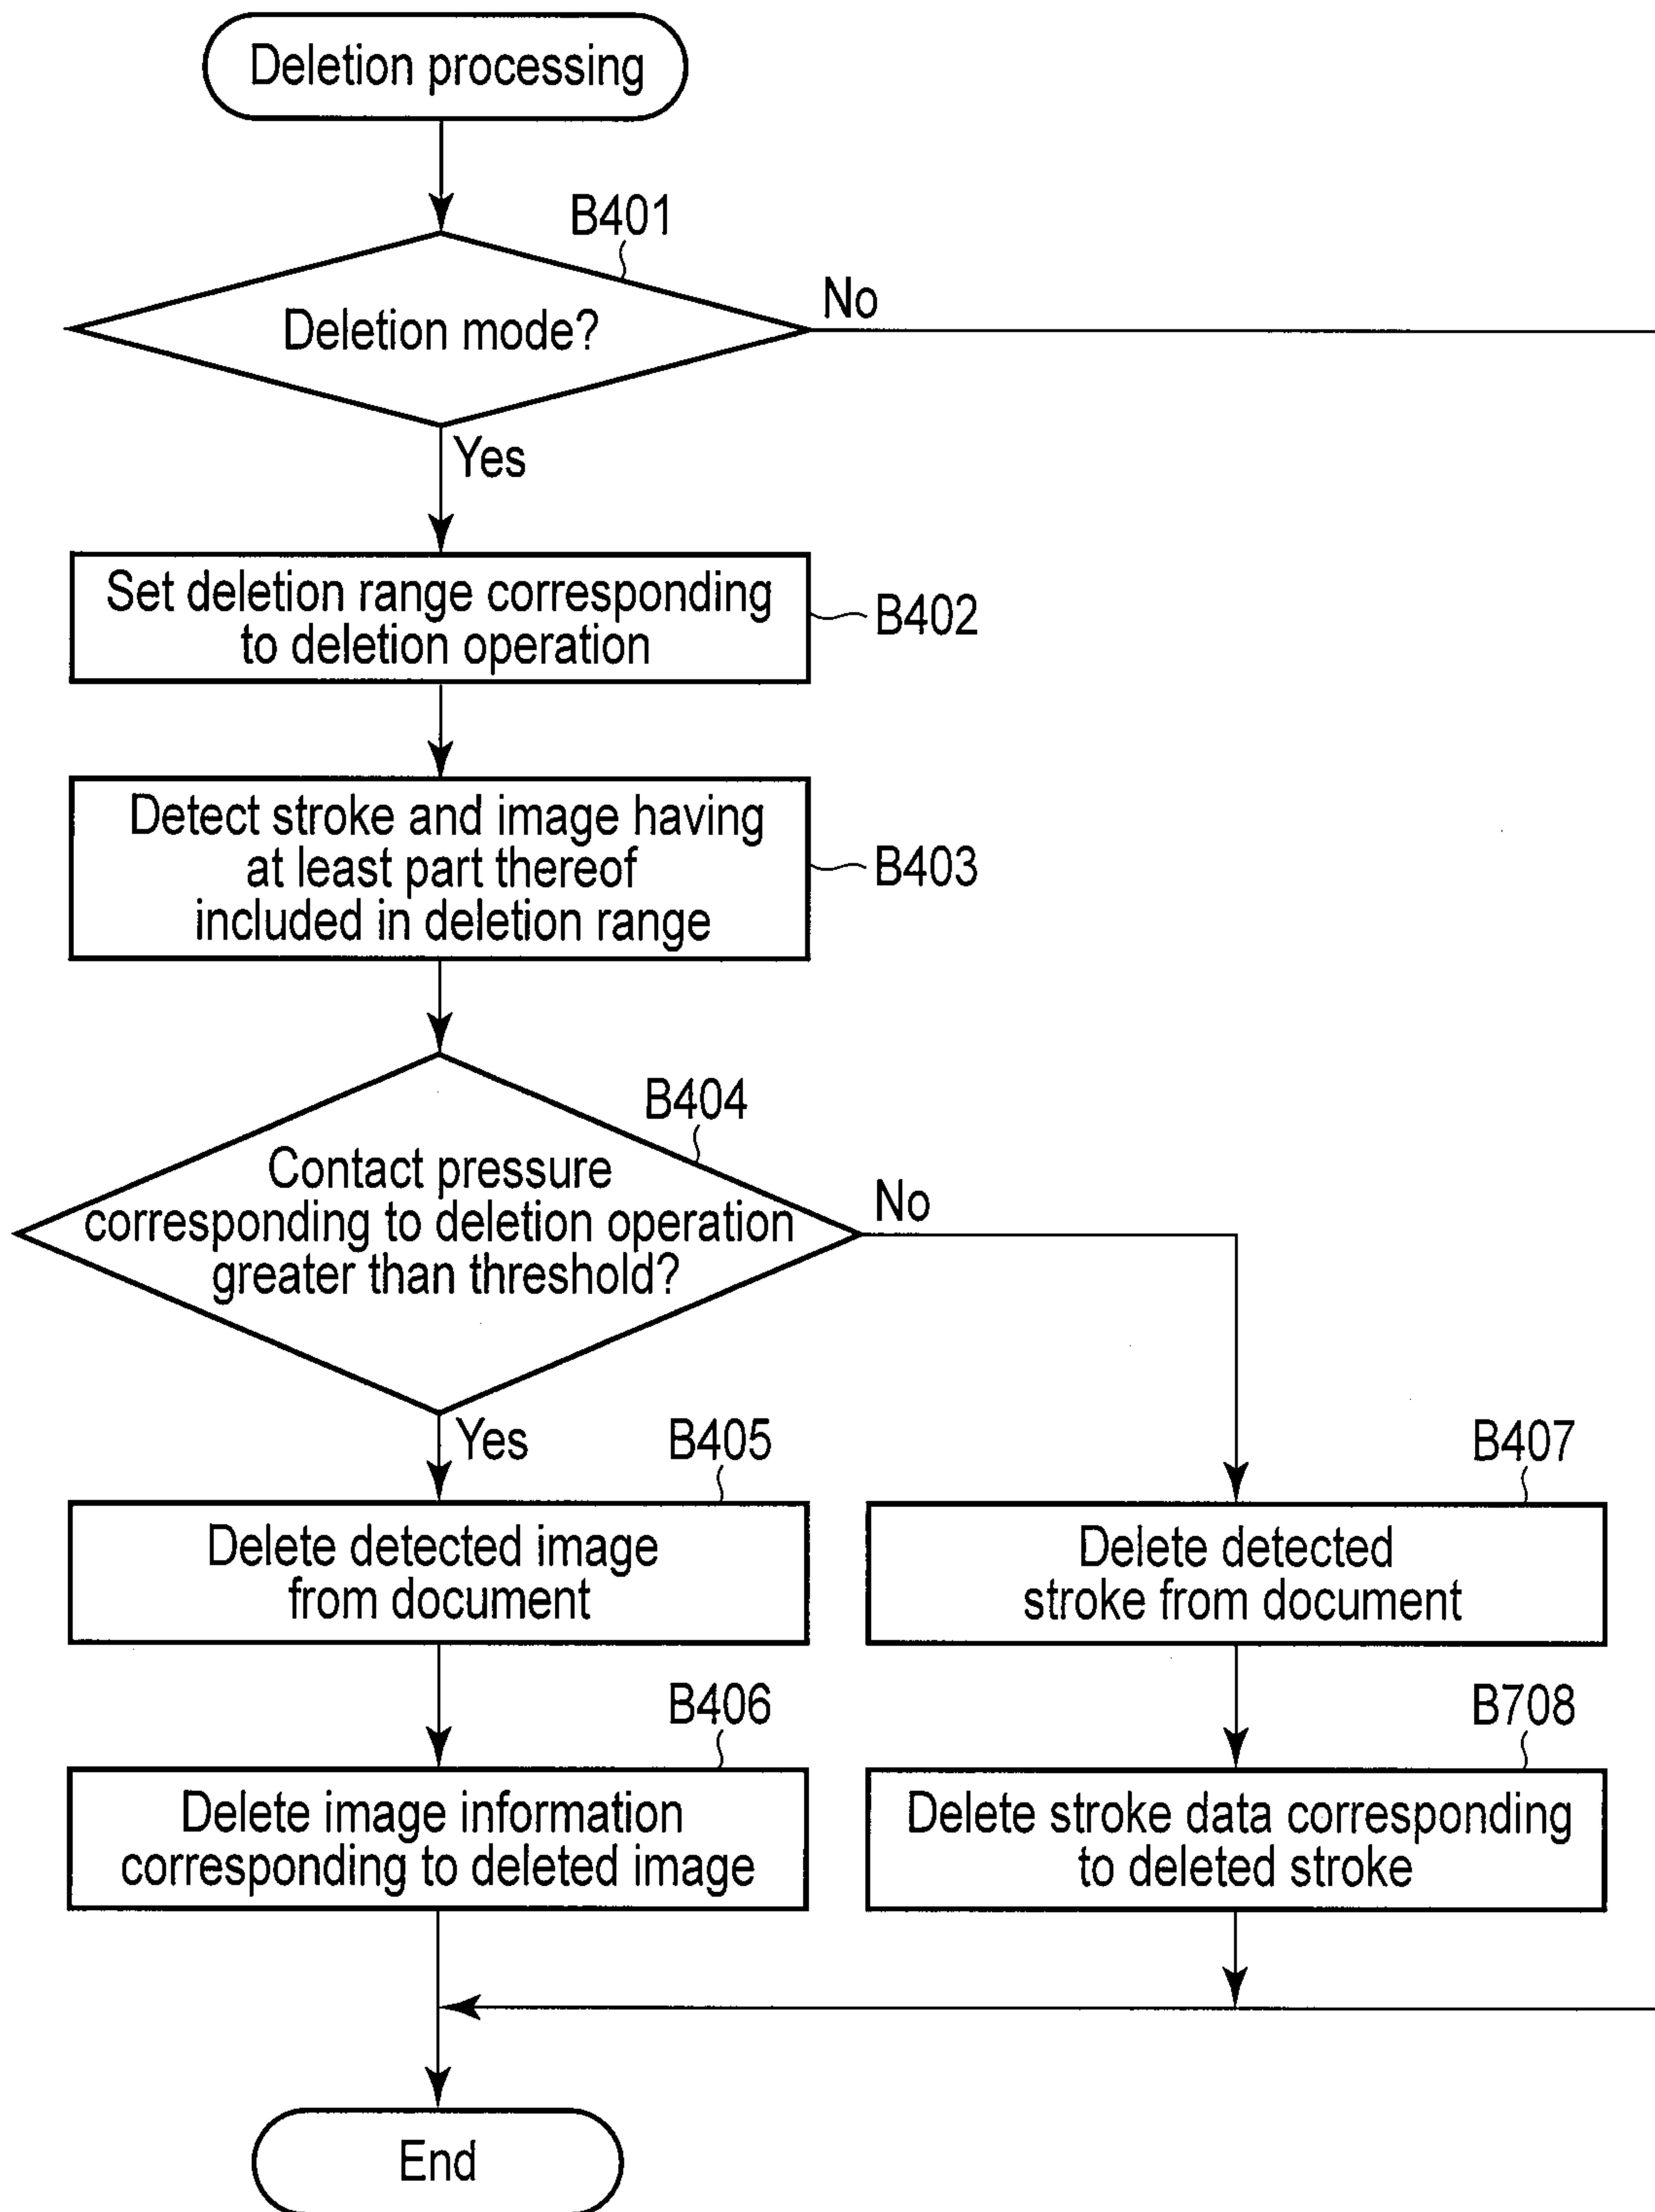 Deletion processing
B401
Deletion mode?
No
Yes
Set deletion range corresponding
to deletion operation
B402
Detect stroke and image having
at least part thereof
included in deletion range
B403
B404
Contact pressure
corresponding to deletion operation
greater than threshold?
No
Yes
B405
Delete detected image
from document
B407
Delete detected
stroke from document
B406
Delete image information
corresponding to deleted image
B708
Delete stroke data corresponding
to deleted stroke
End